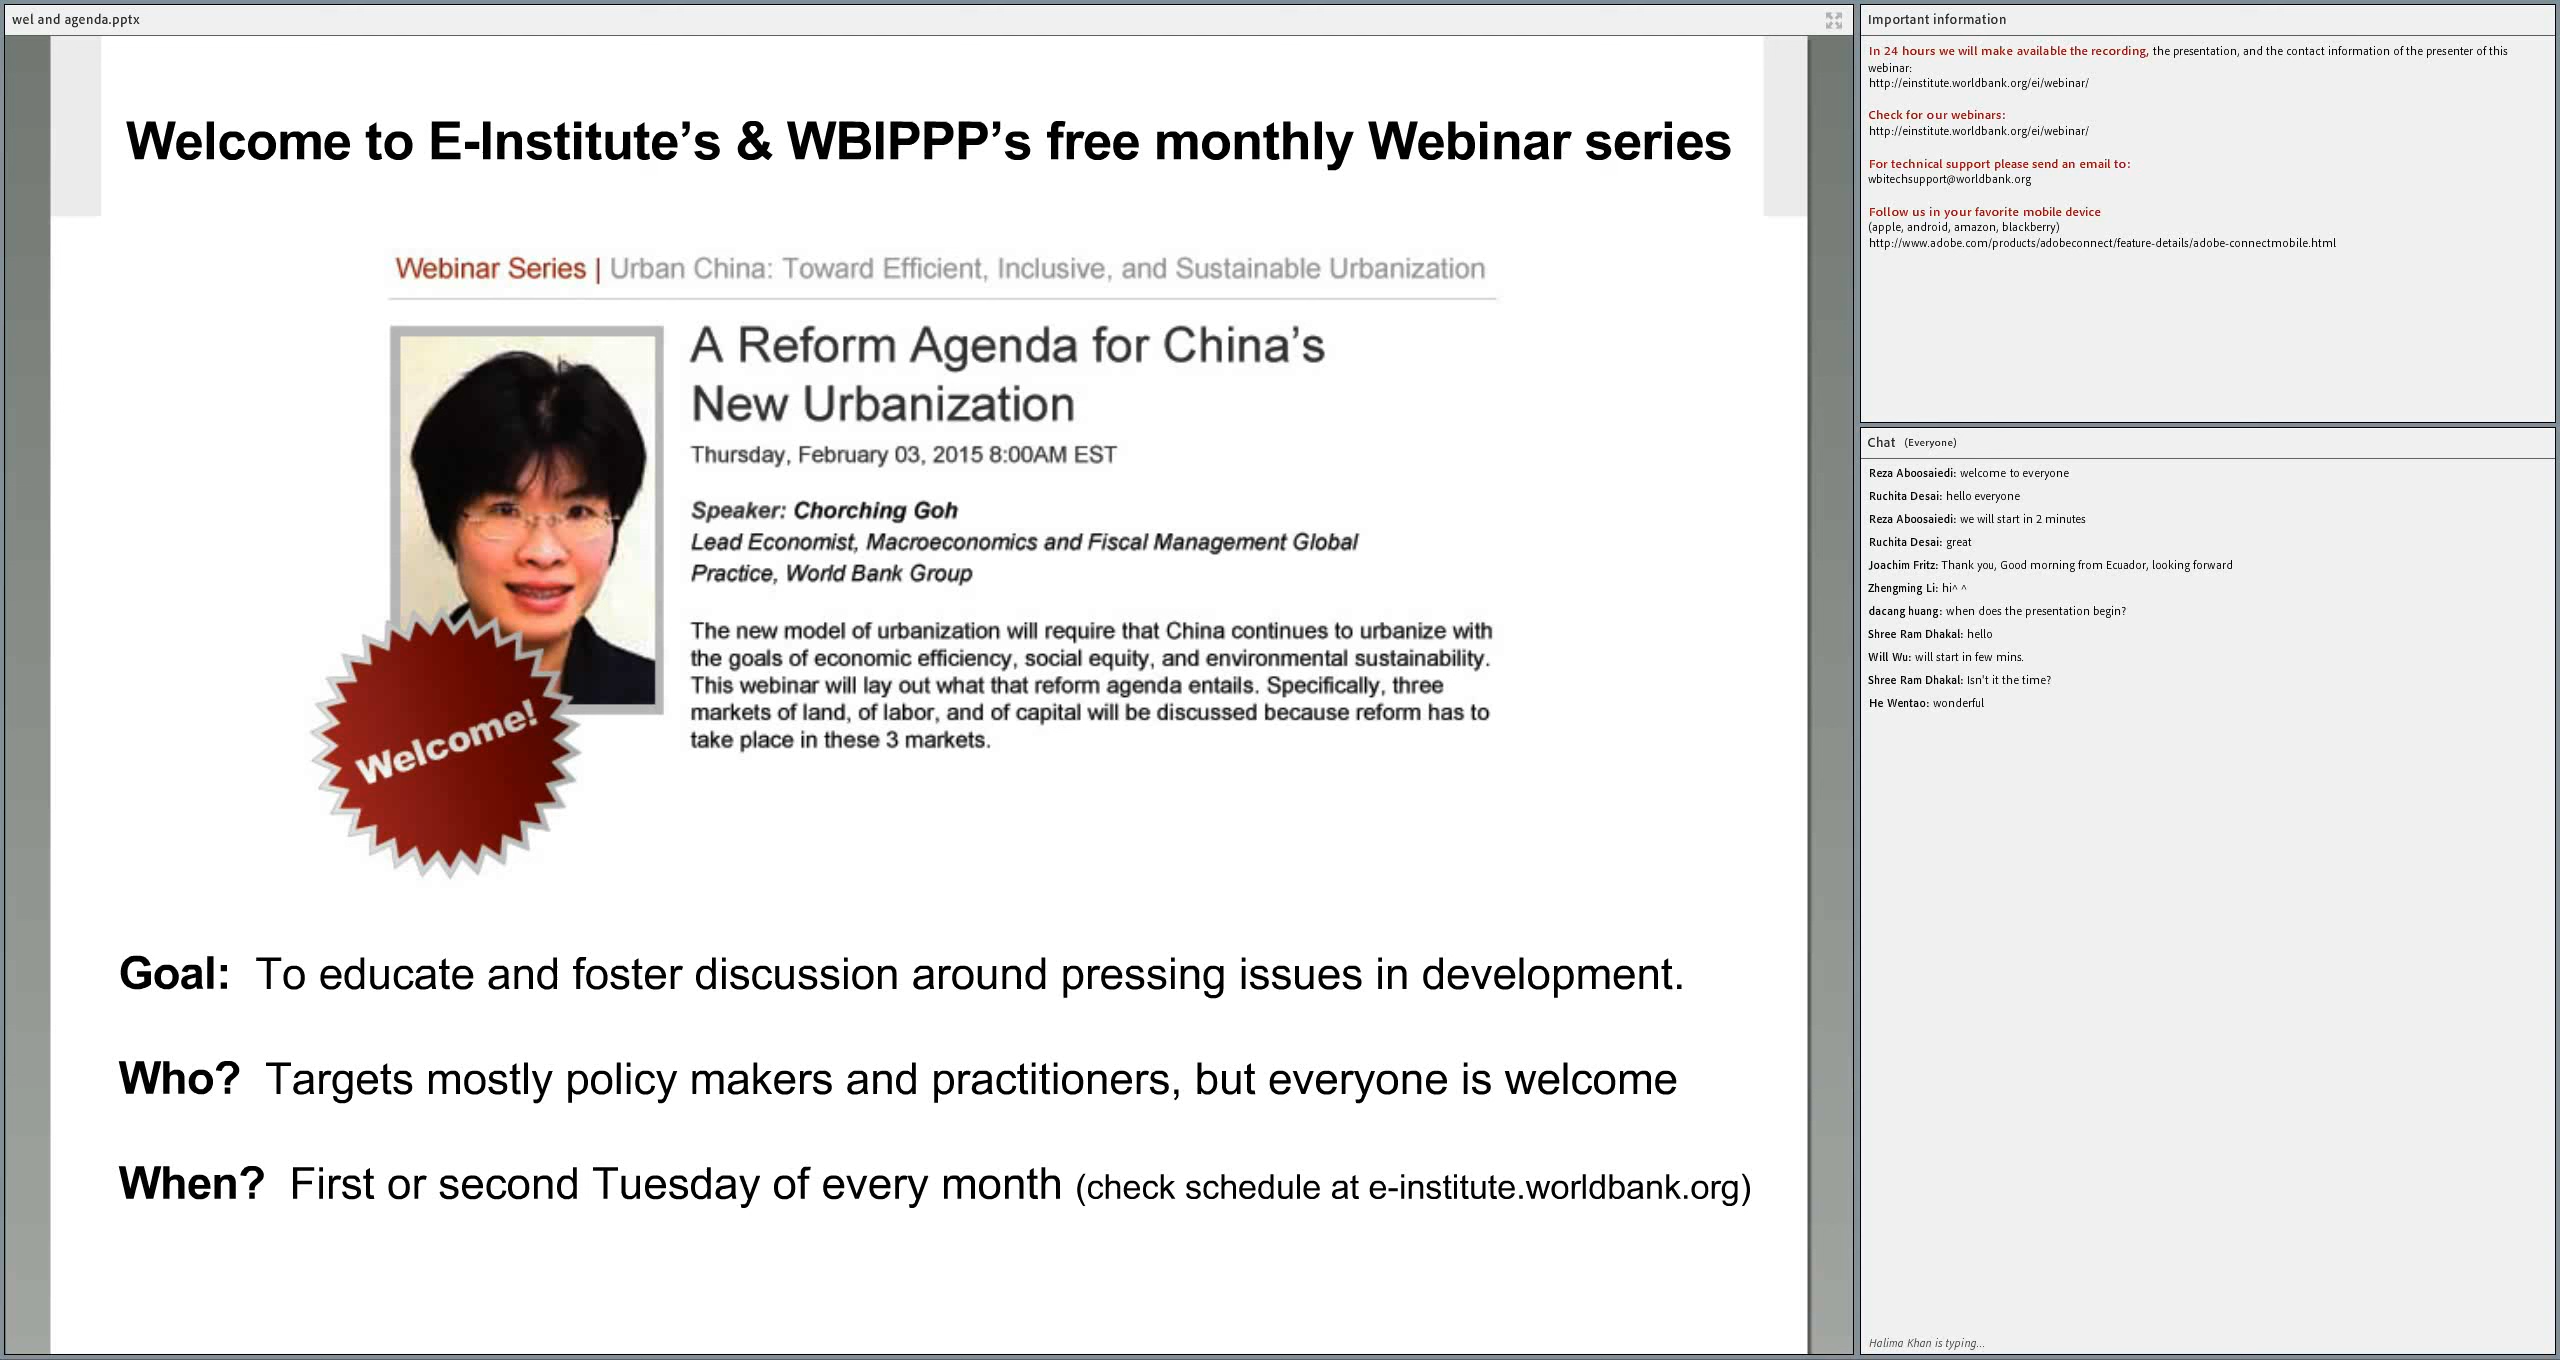 wel and agenda.pptx
Welcome to E-Institute’s & WBIPPP’s free monthly Webinar series
Webinar Series | Urban China: Toward Efficient, Inclusive, and Sustainable Urbanization
A Reform Agenda for China’s
New Urbanization
Thursday, February 03, 2015 8:00AM EST
Speaker: Chorching Goh
Lead Economist, Macroeconomics and Fiscal Management Global
Practice, World Bank Group
The new model of urbanization will require that China continues to urbanize with
the goals of economic efficiency, social equity, and environmental sustainability.
This webinar will lay out what that reform agenda entails. Specifically, three
markets of land, of labor, and of capital will be discussed because reform has to
take place in these 3 markets.
Welcome!
Goal: To educate and foster discussion around pressing issues in development.
Who? Targets mostly policy makers and practitioners, but everyone is welcome
When? First or second Tuesday of every month (check schedule at e-institute.worldbank.org)
Important information
In 24 hours we will make available the recording, the presentation, and the contact information of the presenter of this
webinar:
http://einstitute.worldbank.org/ei/webinar/
Check for our webinars:
http://einstitute.worldbank.org/ei/webinar/
For technical support please send an email to:
wbitechsupport@worldbank.org
Follow us in your favorite mobile device
(apple, android, amazon, blackberry)
http://www.adobe.com/products/adobeconnect/feature-details/adobe-connectmobile.html
Chat (Everyone)
Reza Aboosaiedi: welcome to everyone
Ruchita Desai: hello everyone
Reza Aboosaiedi: we will start in 2 minutes
Ruchita Desai: great
Joachim Fritz: Thank you, Good morning from Ecuador, looking forward
Zhengming Li: hi^ ^
dacang huang: when does the presentation begin?
Shree Ram Dhakal: hello
Will Wu: will start in few mins.
Shree Ram Dhakal: Isn't it the time?
He Wentao: wonderful
Halima Khan is typing...